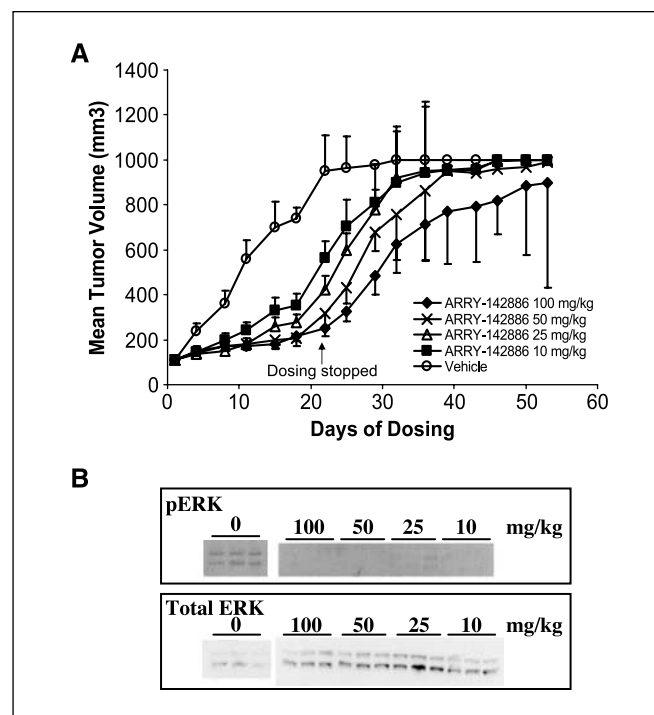 A
1400
1200
1000
800
600
400
200
0
Mean Tumor Volume (mm3)
ARRY-142886 100 mg/kg
ARRY-142886 50 mg/kg
ARRY-142886 25 mg/kg
ARRY-142886 10 mg/kg
Vehicle
Dosing stopped
0 10 20 30 40 50 60
Days of Dosing
B
pERK
0 100 50 25 10 mg/kg
Total ERK
0 100 50 25 10 mg/kg